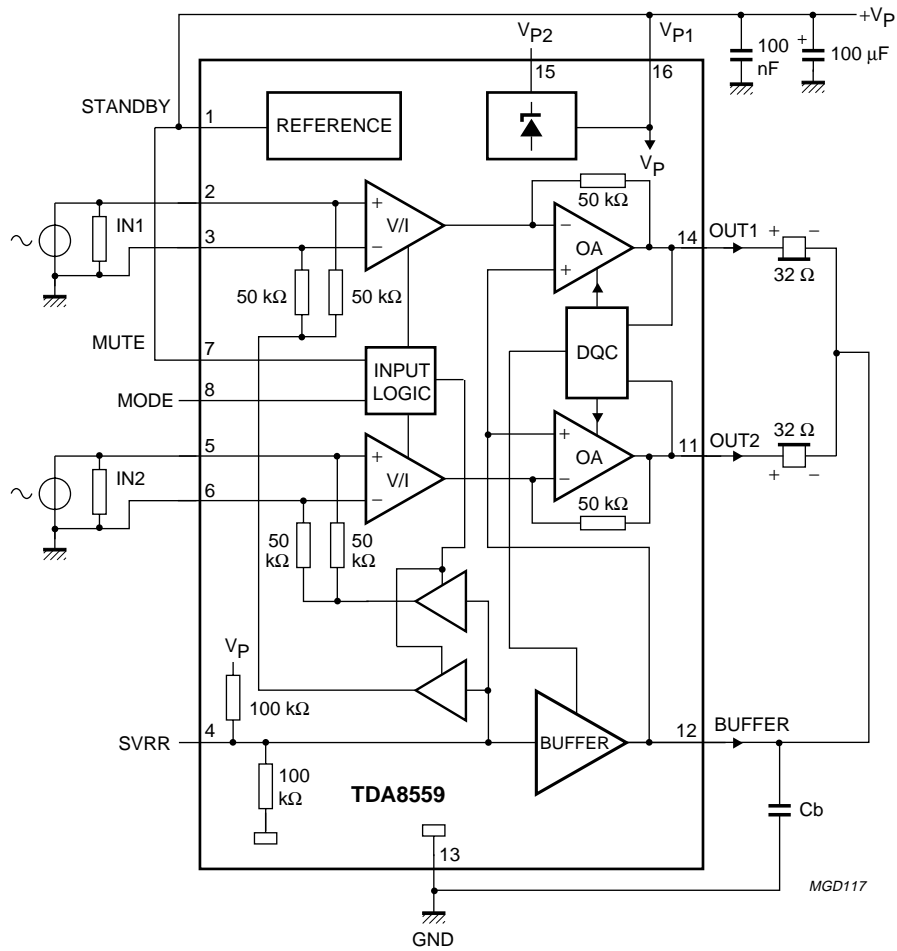 +VP
VP2
VP1
100 nF
+
100 μF
15
16
STANDBY
1
REFERENCE
VP
2
IN1
+
V/I
−
3
50 kΩ
50 kΩ
50 kΩ
−
OA
+
14
OUT1
+
−
32 Ω
MUTE
7
INPUT LOGIC
DQC
MODE
8
5
IN2
+
V/I
−
6
+
OA
−
11
OUT2
32 Ω
+
−
50 kΩ
50 kΩ
50 kΩ
VP
100 kΩ
SVRR
4
BUFFER
12
BUFFER
100 kΩ
TDA8559
Cb
13
MGD117
GND